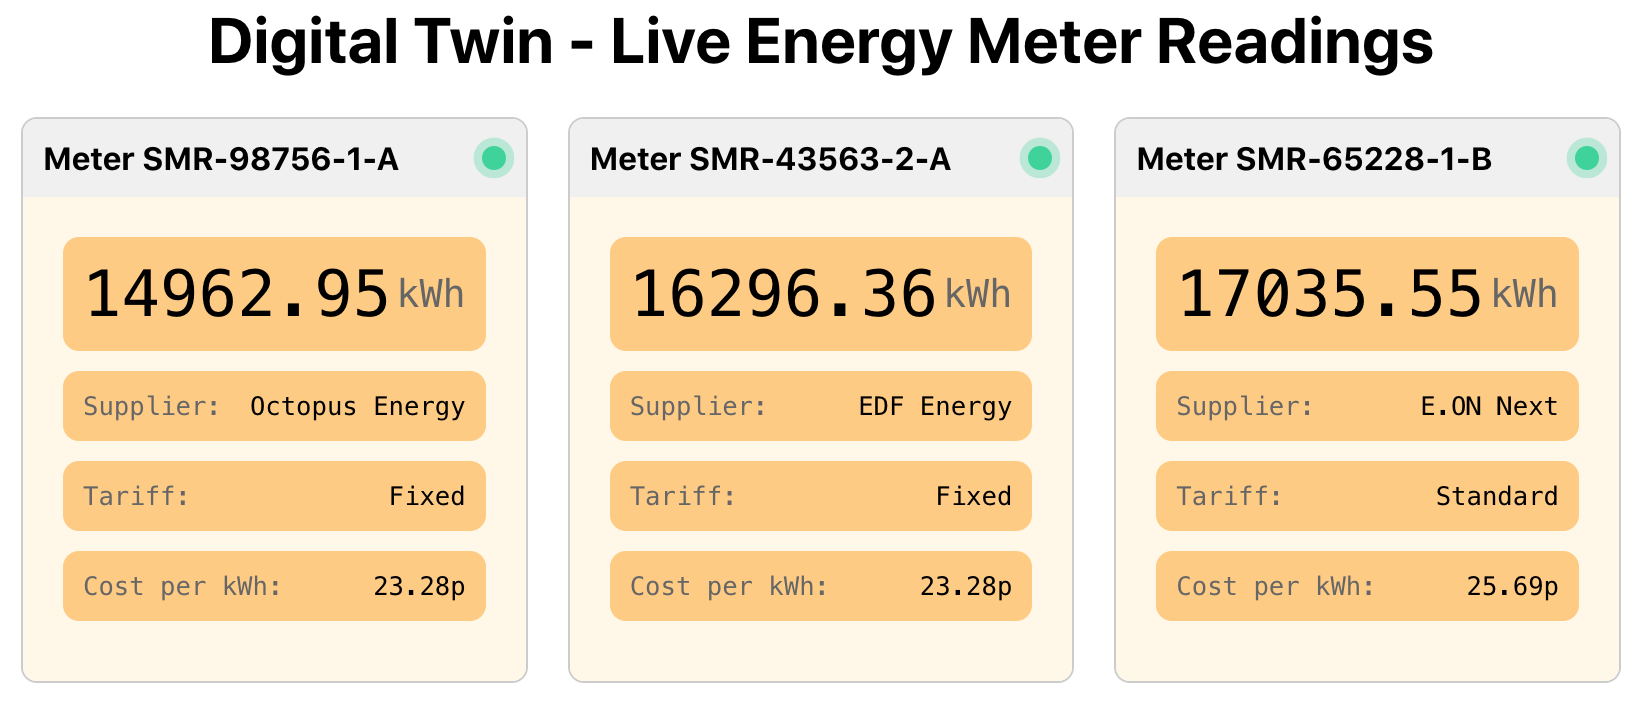 Digital Twin - Live Energy Meter Readings
Meter SMR-98756-1-A
14962.95 kWh
Supplier: Octopus Energy
Tariff: Fixed
Cost per kWh: 23.28p
Meter SMR-43563-2-A
16296.36 kWh
Supplier: EDF Energy
Tariff: Fixed
Cost per kWh: 23.28p
Meter SMR-65228-1-B
17035.55 kWh
Supplier: E.ON Next
Tariff: Standard
Cost per kWh: 25.69p